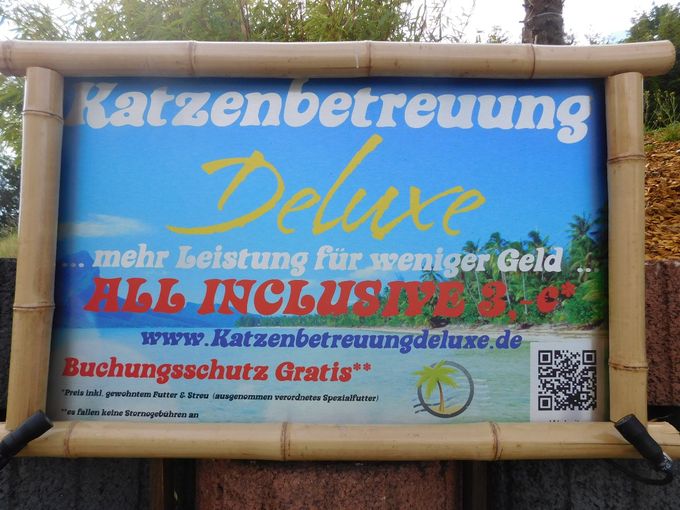 Katzenbetreuung
Deluxe
... mehr Leistung für weniger Geld ...
ALL INCLUSIVE 3,-€*
www.Katzenbetreuungdeluxe.de
Buchungsschutz Gratis**
*Preis inkl. gewohntem Futter & Streu (ausgenommen verordnetes Spezialfutter)
**es fallen keine Stornogebühren an